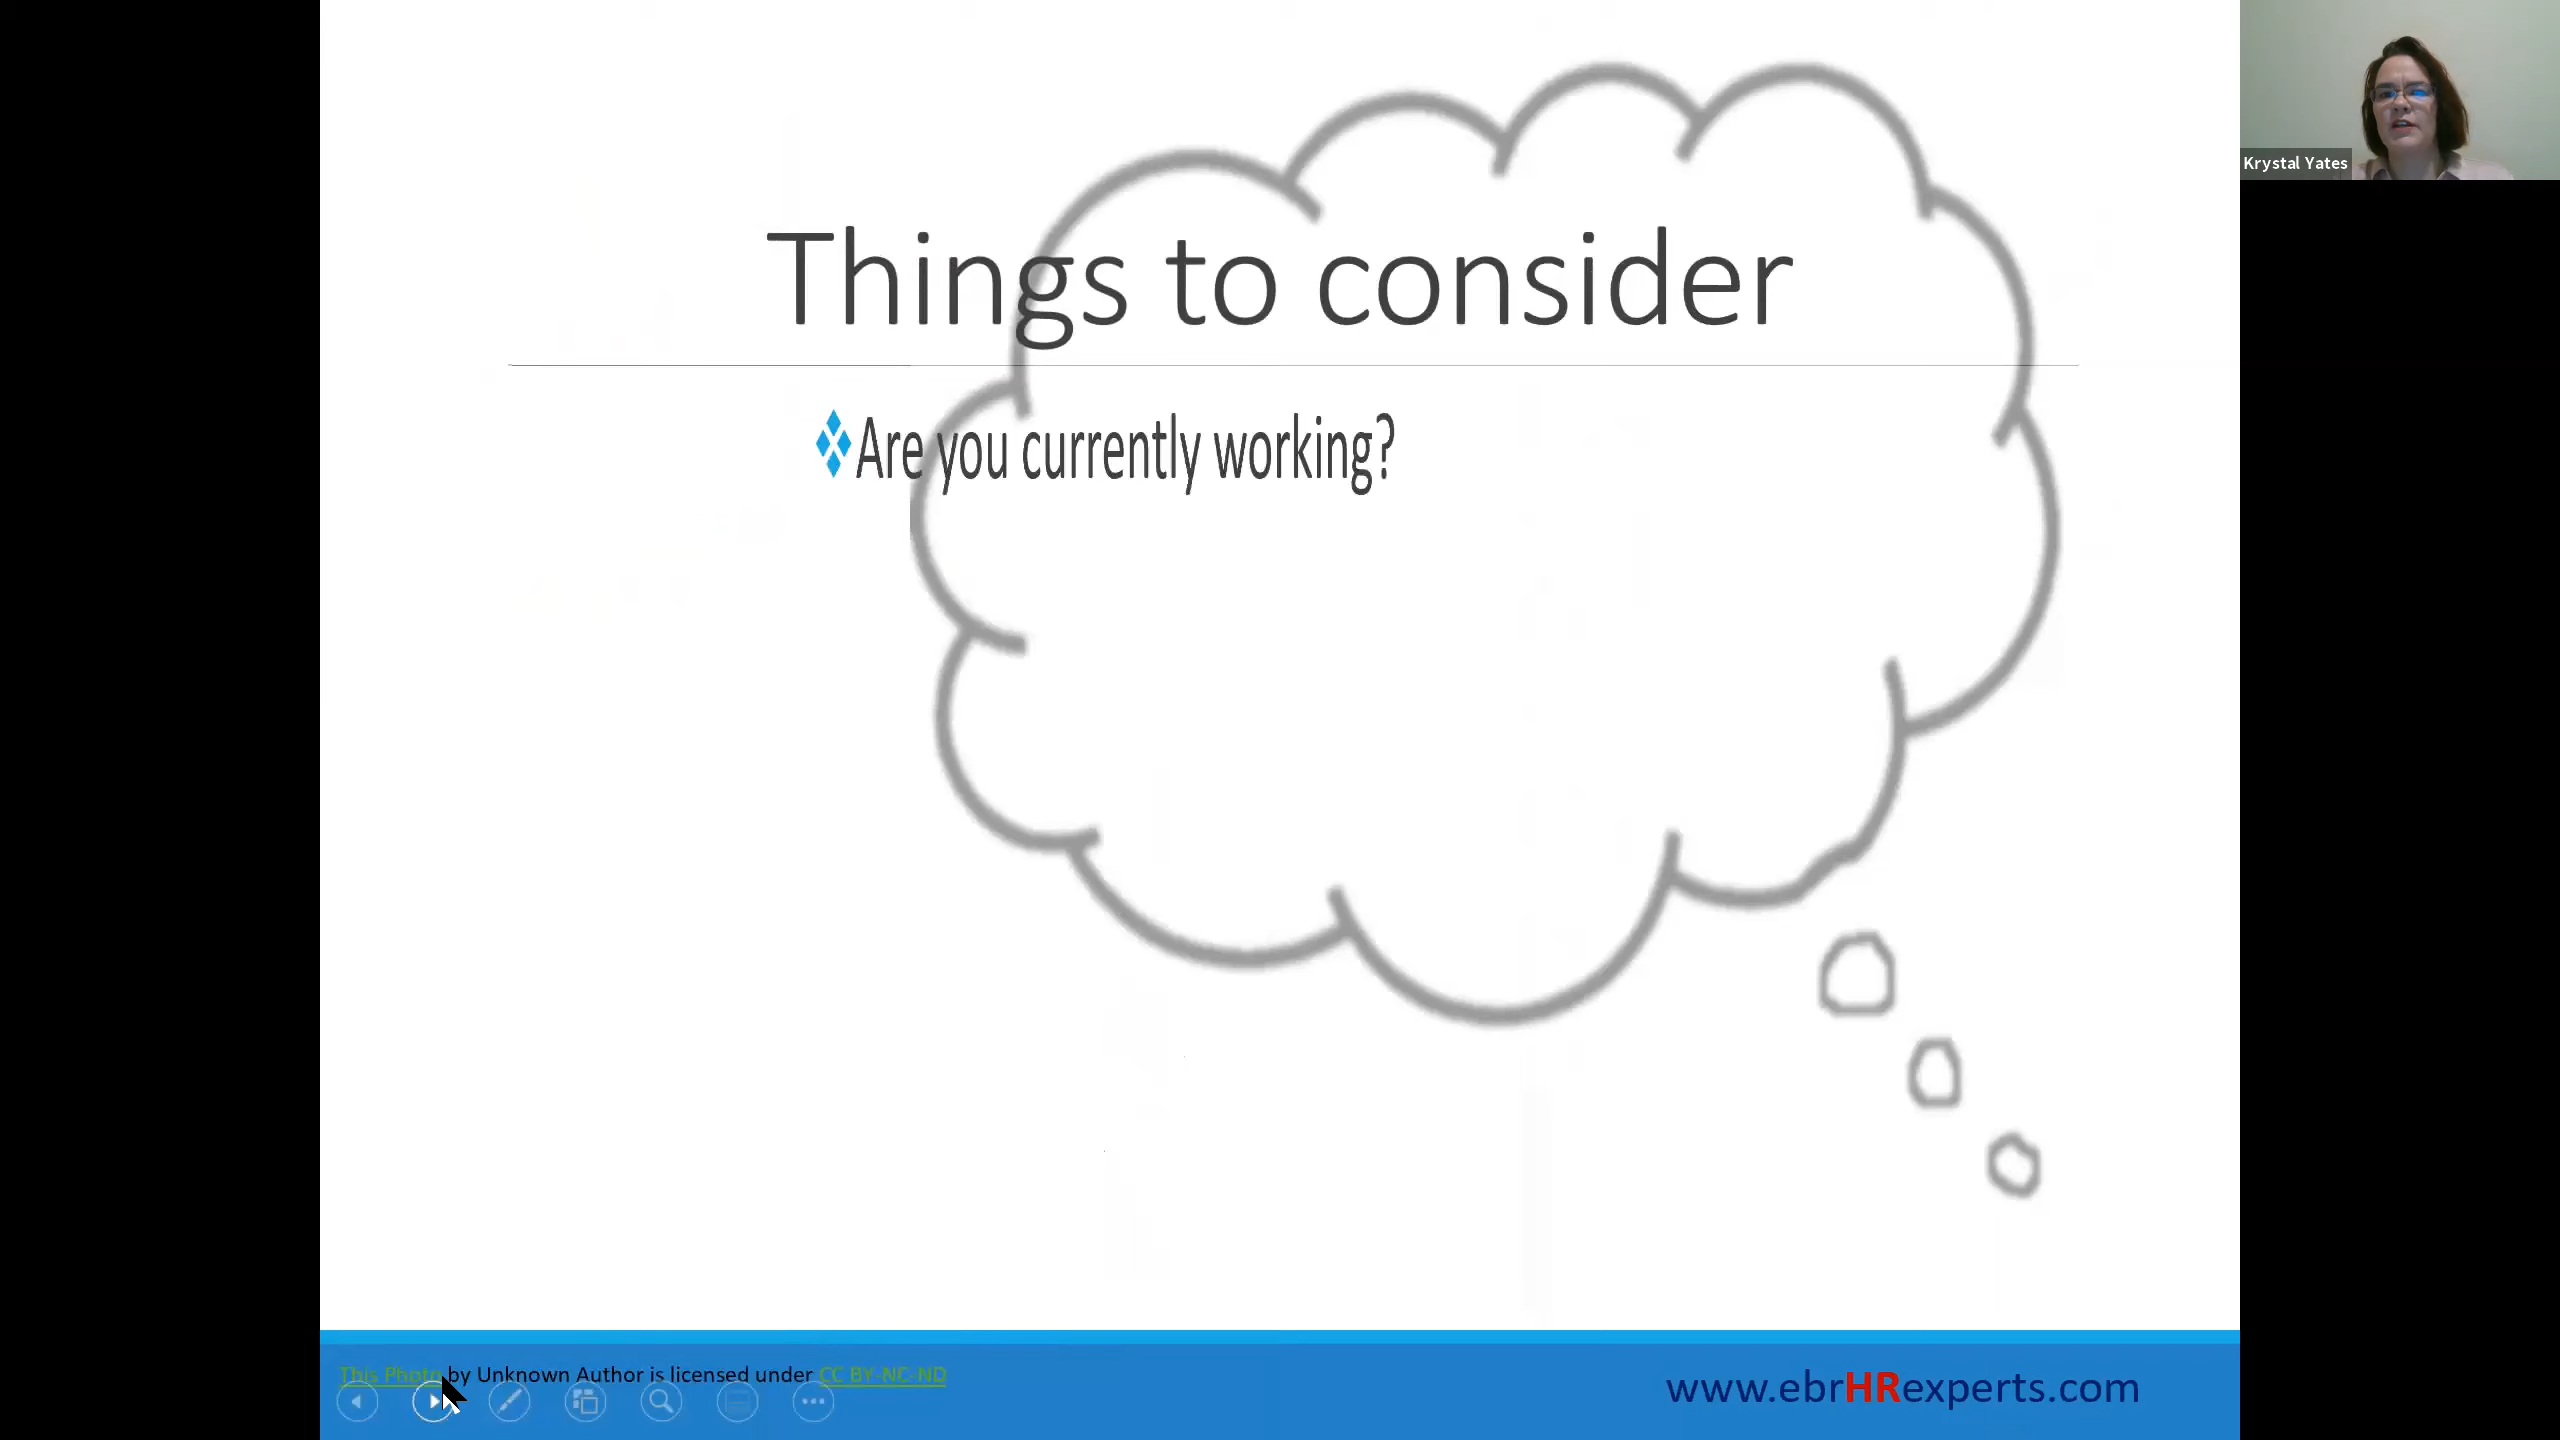 Krystal Yates
Things to consider
Are you currently working?
This Photo by Unknown Author is licensed under CC BY-NC-ND
www.ebrHRexperts.com